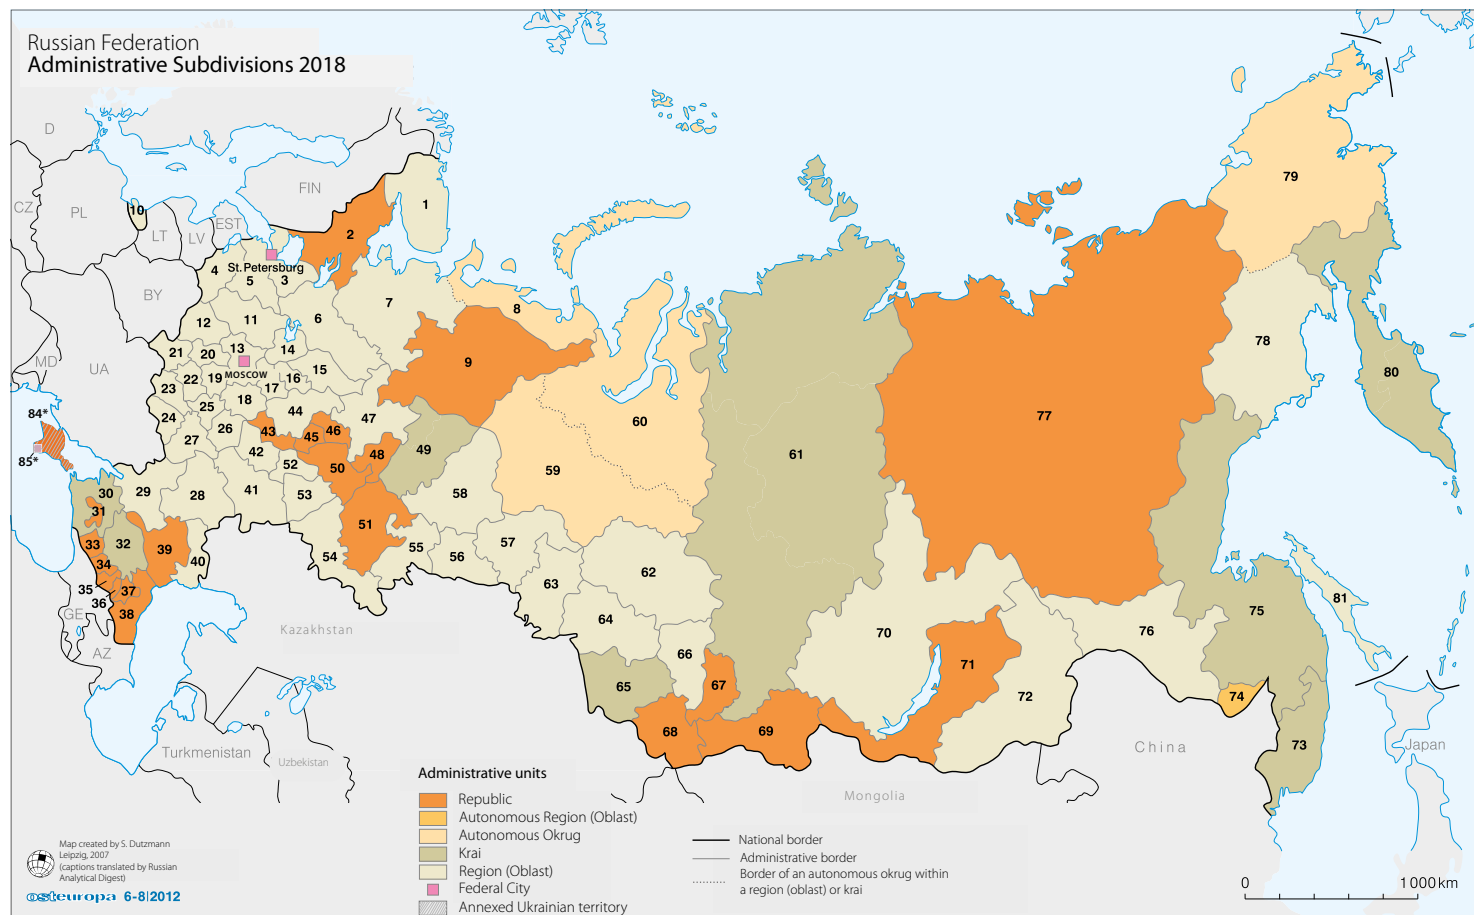 Russian Federation
Administrative Subdivisions 2018
D
CZ
PL
FIN
EST
LV
LT
BY
UA
MD
GE
AZ
St. Petersburg
MOSCOW
Kazakhstan
Turkmenistan
Uzbekistan
Mongolia
China
Japan
1
2
3
4
5
6
7
8
9
10
11
12
13
14
15
16
17
18
19
20
21
22
23
24
25
26
27
28
29
30
31
32
33
34
35
36
37
38
39
40
41
42
43
44
45
46
47
48
49
50
51
52
53
54
55
56
57
58
59
60
61
62
63
64
65
66
67
68
69
70
71
72
73
74
75
76
77
78
79
80
81
84*
85*
Administrative units
Republic
Autonomous Region (Oblast)
Autonomous Okrug
Krai
Region (Oblast)
Federal City
Annexed Ukrainian territory
National border
Administrative border
Border of an autonomous okrug within
a region (oblast) or krai
0 1000 km
Map created by S. Dutzmann
Leipzig, 2007
(captions translated by Russian
Analytical Digest)
osteuropa 6-8|2012